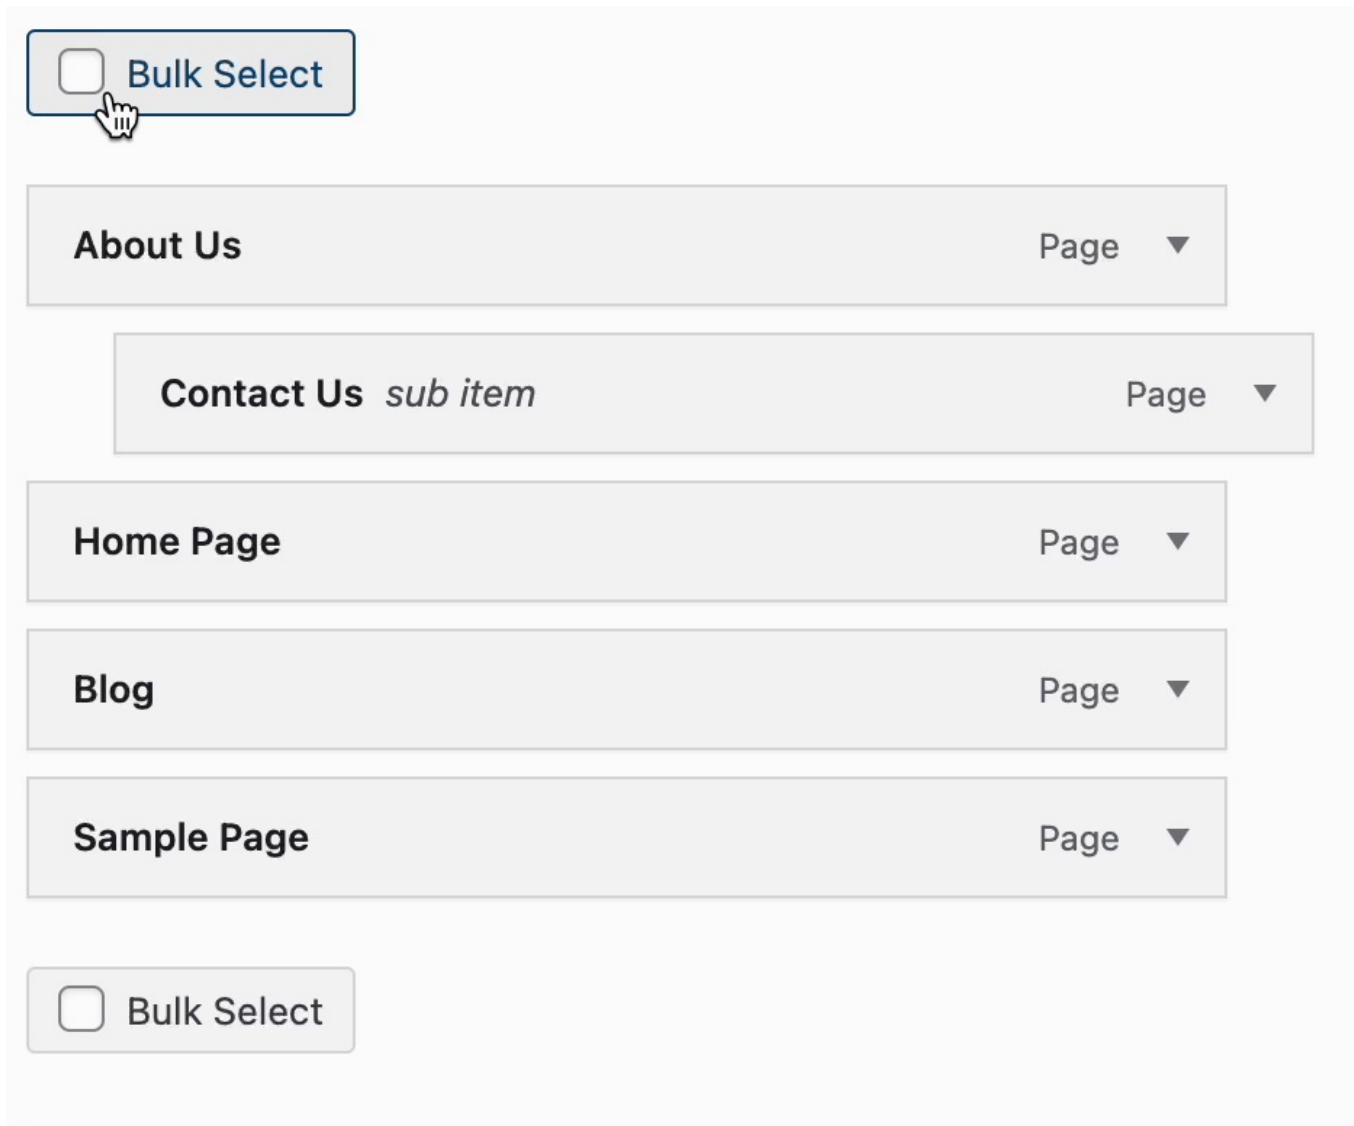 Bulk Select
About Us Page
Contact Us sub item Page
Home Page Page
Blog Page
Sample Page Page
Bulk Select